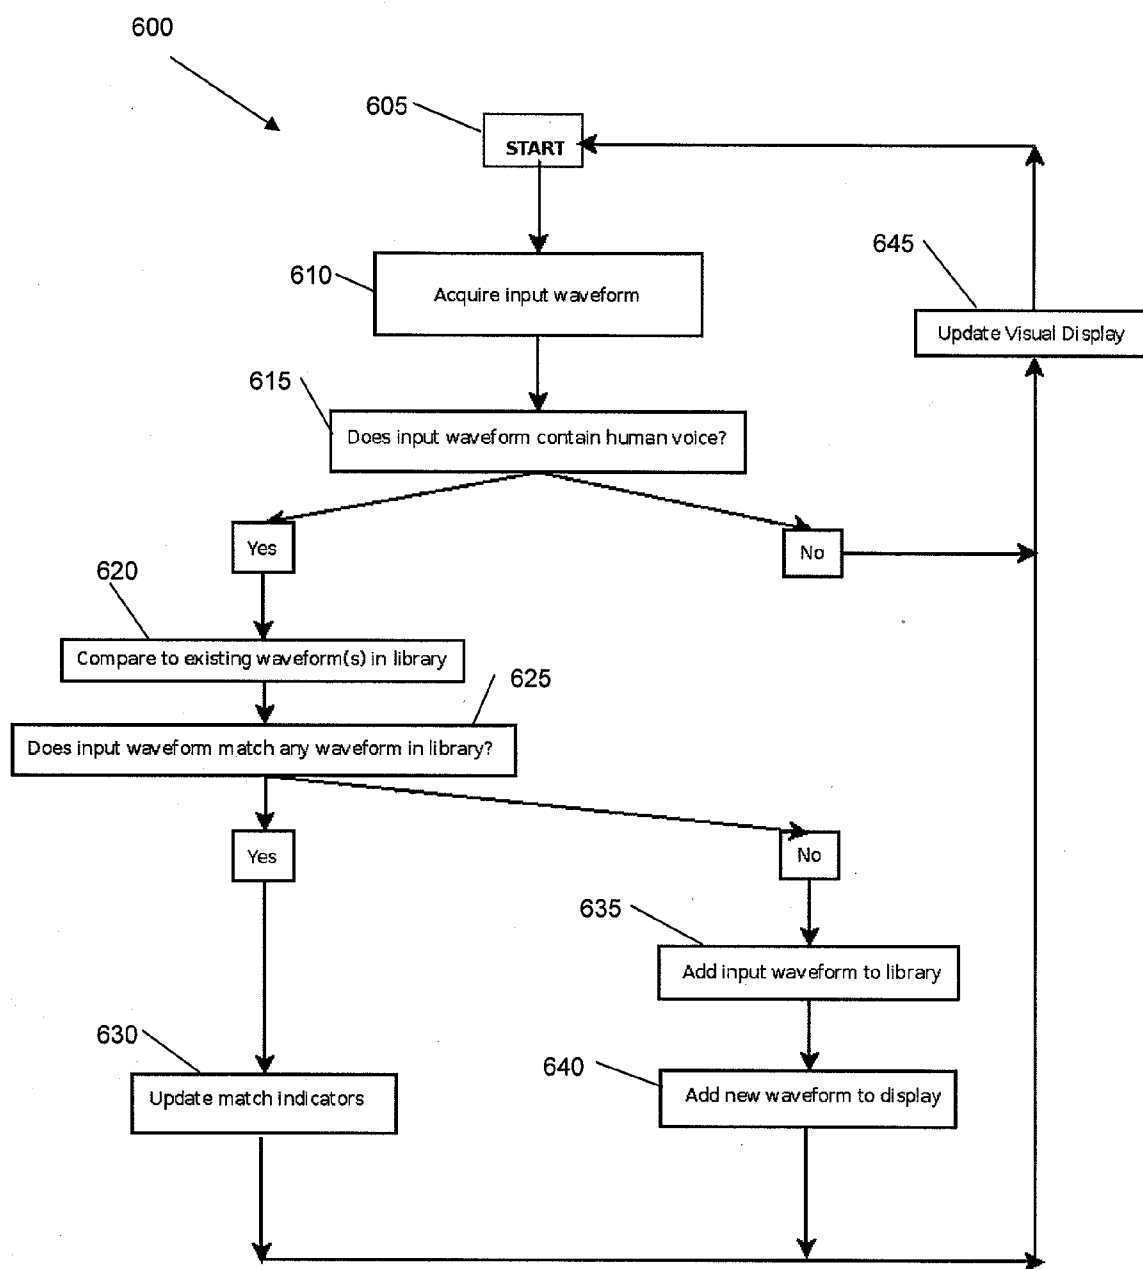 600
605
START
645
610
Acquire input waveform
Update Visual Display
615
Does input waveform contain human voice?
Yes
No
620
Compare to existing waveform(s) in library
625
Does input waveform match any waveform in library?
Yes
No
635
Add input waveform to library
630
640
Update match indicators
Add new waveform to display